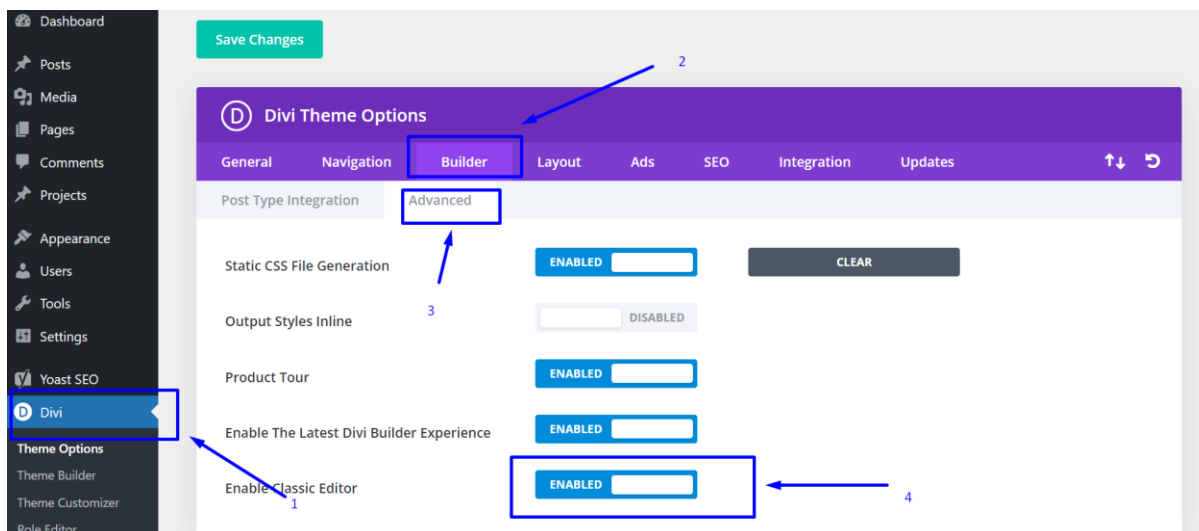 Dashboard
Posts
Media
Pages
Comments
Projects
Appearance
Users
Tools
Settings
Yoast SEO
Divi
Theme Options
Theme Builder
Theme Customizer
Role Editor
Save Changes
2
D Divi Theme Options
General Navigation Builder Layout Ads SEO Integration Updates
Post Type Integration Advanced
Static CSS File Generation ENABLED CLEAR
3
Output Styles Inline DISABLED
Product Tour ENABLED
Enable The Latest Divi Builder Experience ENABLED
Enable Classic Editor ENABLED
4
1